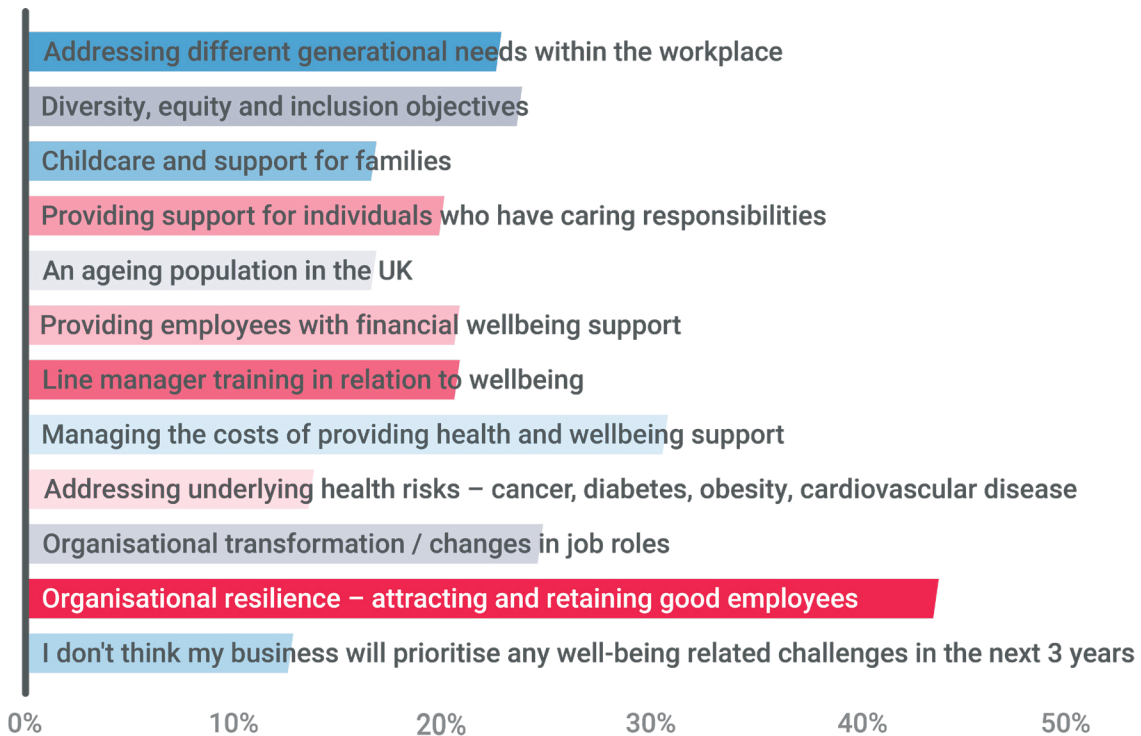 Addressing different generational needs within the workplace
Diversity, equity and inclusion objectives
Childcare and support for families
Providing support for individuals who have caring responsibilities
An ageing population in the UK
Providing employees with financial wellbeing support
Line manager training in relation to wellbeing
Managing the costs of providing health and wellbeing support
Addressing underlying health risks – cancer, diabetes, obesity, cardiovascular disease
Organisational transformation / changes in job roles
Organisational resilience – attracting and retaining good employees
I don't think my business will prioritise any well-being related challenges in the next 3 years
0% 10% 20% 30% 40% 50%